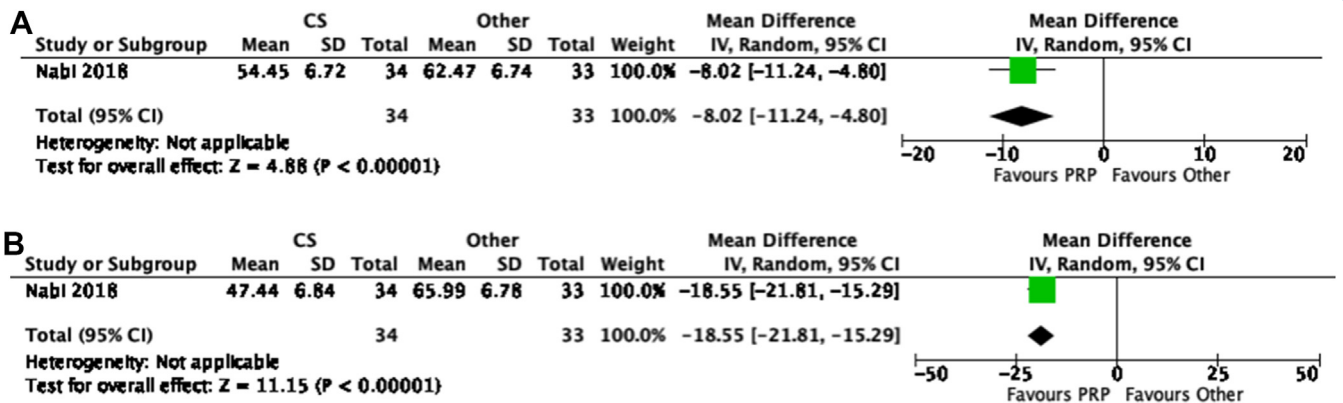 A
CS Other Mean Difference Mean Difference
Study or Subgroup Mean SD Total Mean SD Total Weight IV, Random, 95% CI IV, Random, 95% CI
Nabi 2018 54.45 6.72 34 62.47 6.74 33 100.0% −8.02 [−11.24, −4.80]
Total (95% CI) 34 33 100.0% −8.02 [−11.24, −4.80]
Heterogeneity: Not applicable
Test for overall effect: Z = 4.88 (P < 0.00001)
−20 −10 0 10 20
Favours PRP Favours Other
B
CS Other Mean Difference Mean Difference
Study or Subgroup Mean SD Total Mean SD Total Weight IV, Random, 95% CI IV, Random, 95% CI
Nabi 2018 47.44 6.84 34 65.99 6.78 33 100.0% −18.55 [−21.81, −15.29]
Total (95% CI) 34 33 100.0% −18.55 [−21.81, −15.29]
Heterogeneity: Not applicable
Test for overall effect: Z = 11.15 (P < 0.00001)
−50 −25 0 25 50
Favours PRP Favours Other